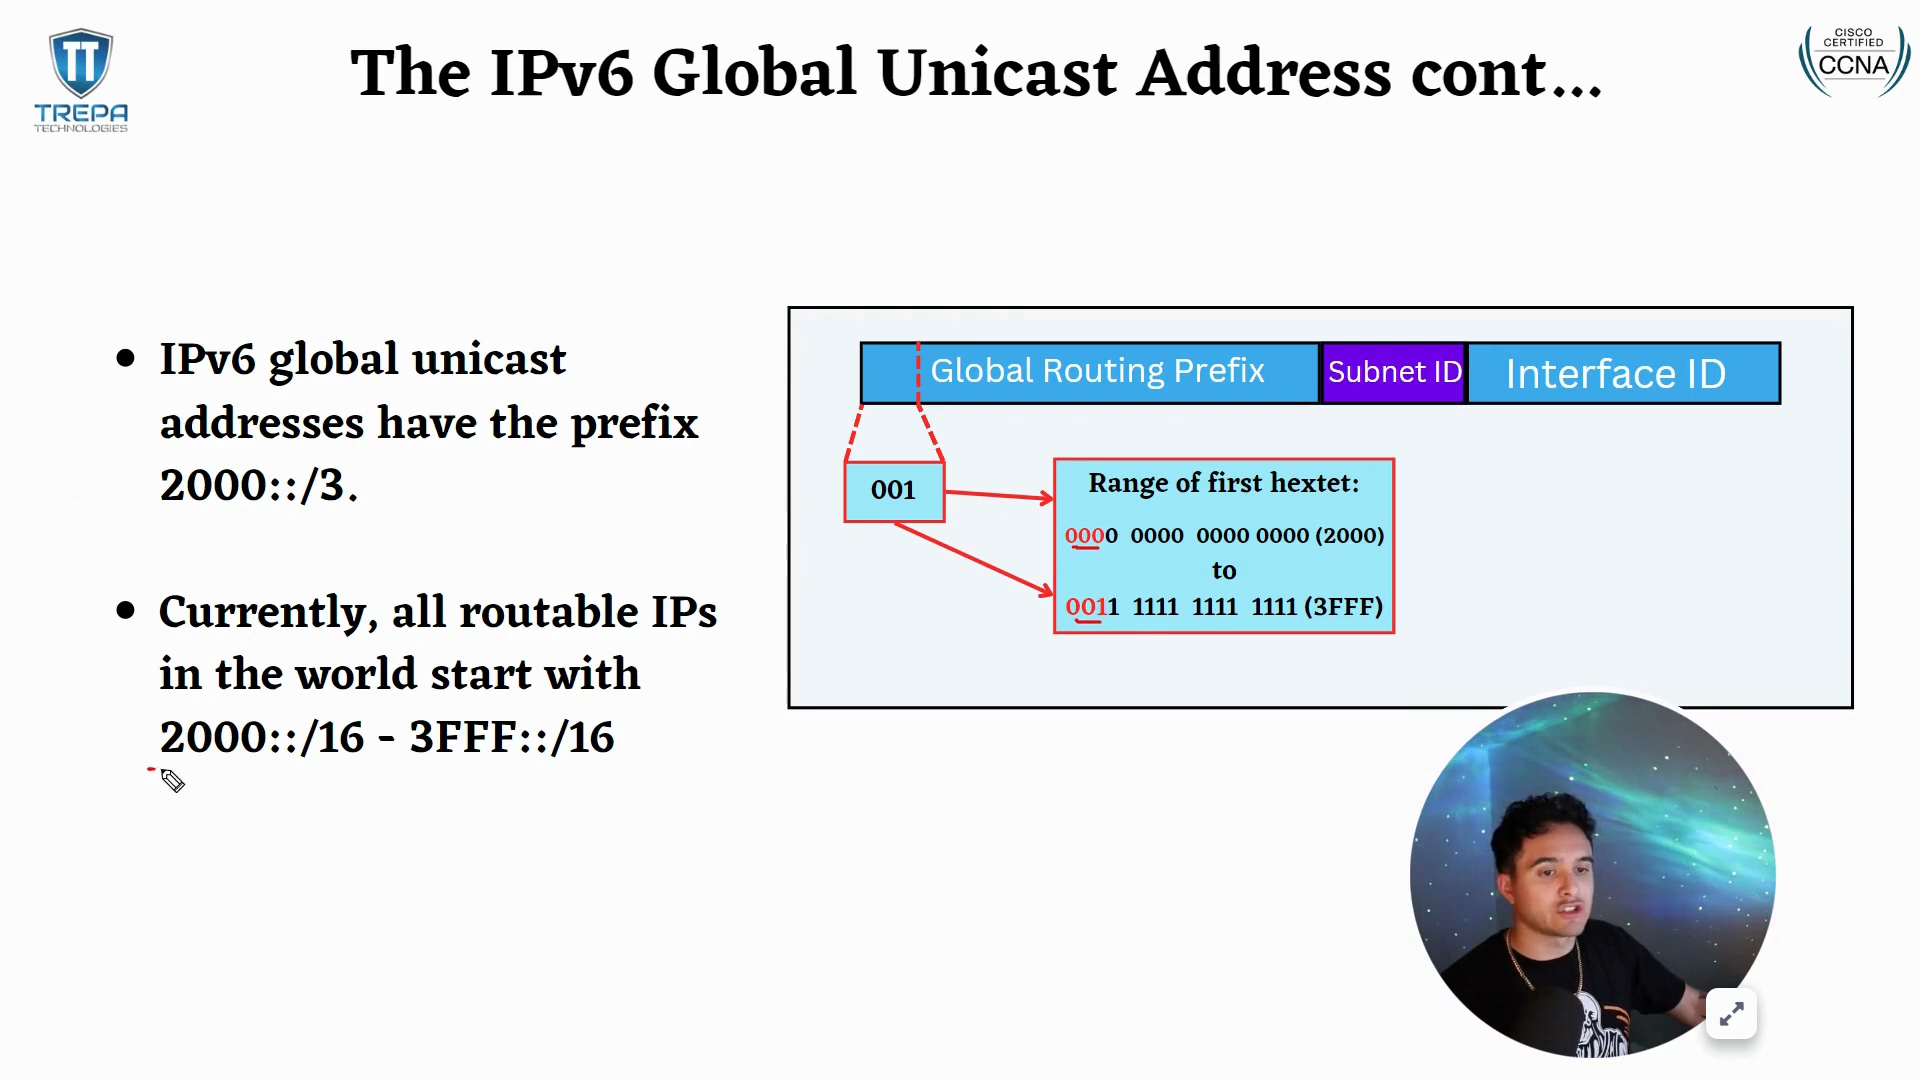 TT
TREPA
TECHNOLOGIES
The IPv6 Global Unicast Address cont...
CISCO
CERTIFIED
CCNA
• IPv6 global unicast
addresses have the prefix
2000::/3.
• Currently, all routable IPs
in the world start with
2000::/16 - 3FFF::/16
Global Routing Prefix Subnet ID Interface ID
001
Range of first hextet:
0000 0000 0000 0000 (2000)
to
0011 1111 1111 1111 (3FFF)